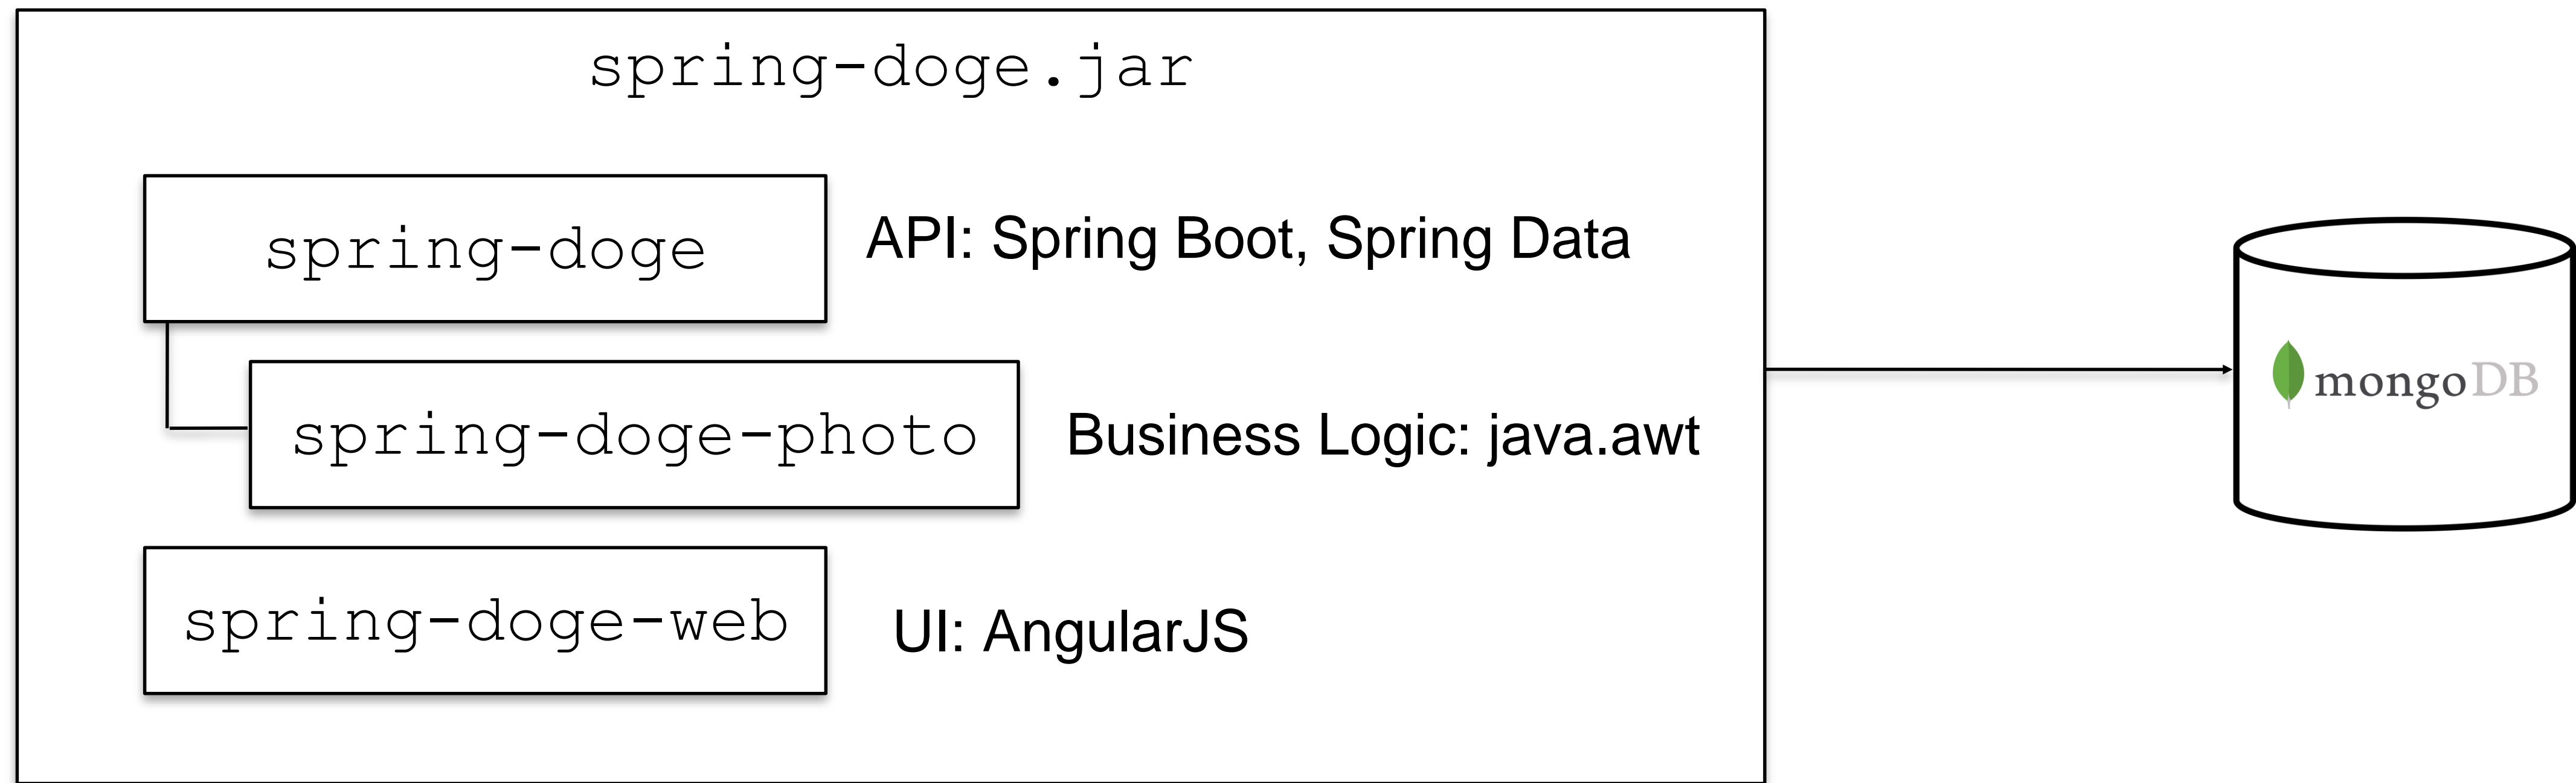 spring-doge.jar
spring-doge
API: Spring Boot, Spring Data
spring-doge-photo
Business Logic: java.awt
spring-doge-web
UI: AngularJS
mongoDB